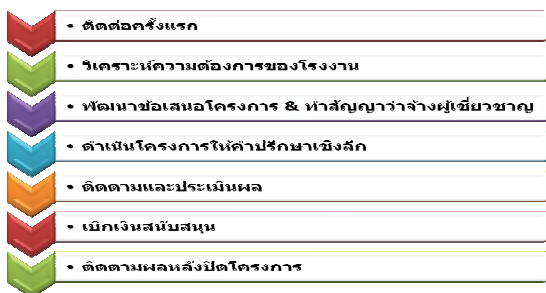 • ติดต่อครั้งแรก
• วิเคราะห์ความต้องการของโรงงาน
• พัฒนาข้อเสนอโครงการ & ทำสัญญาว่าจ้างผู้เชี่ยวชาญ
• ดำเนินโครงการให้คำปรึกษาเชิงลึก
• ติดตามและประเมินผล
• เบิกเงินสนับสนุน
• ติดตามผลหลังปิดโครงการ